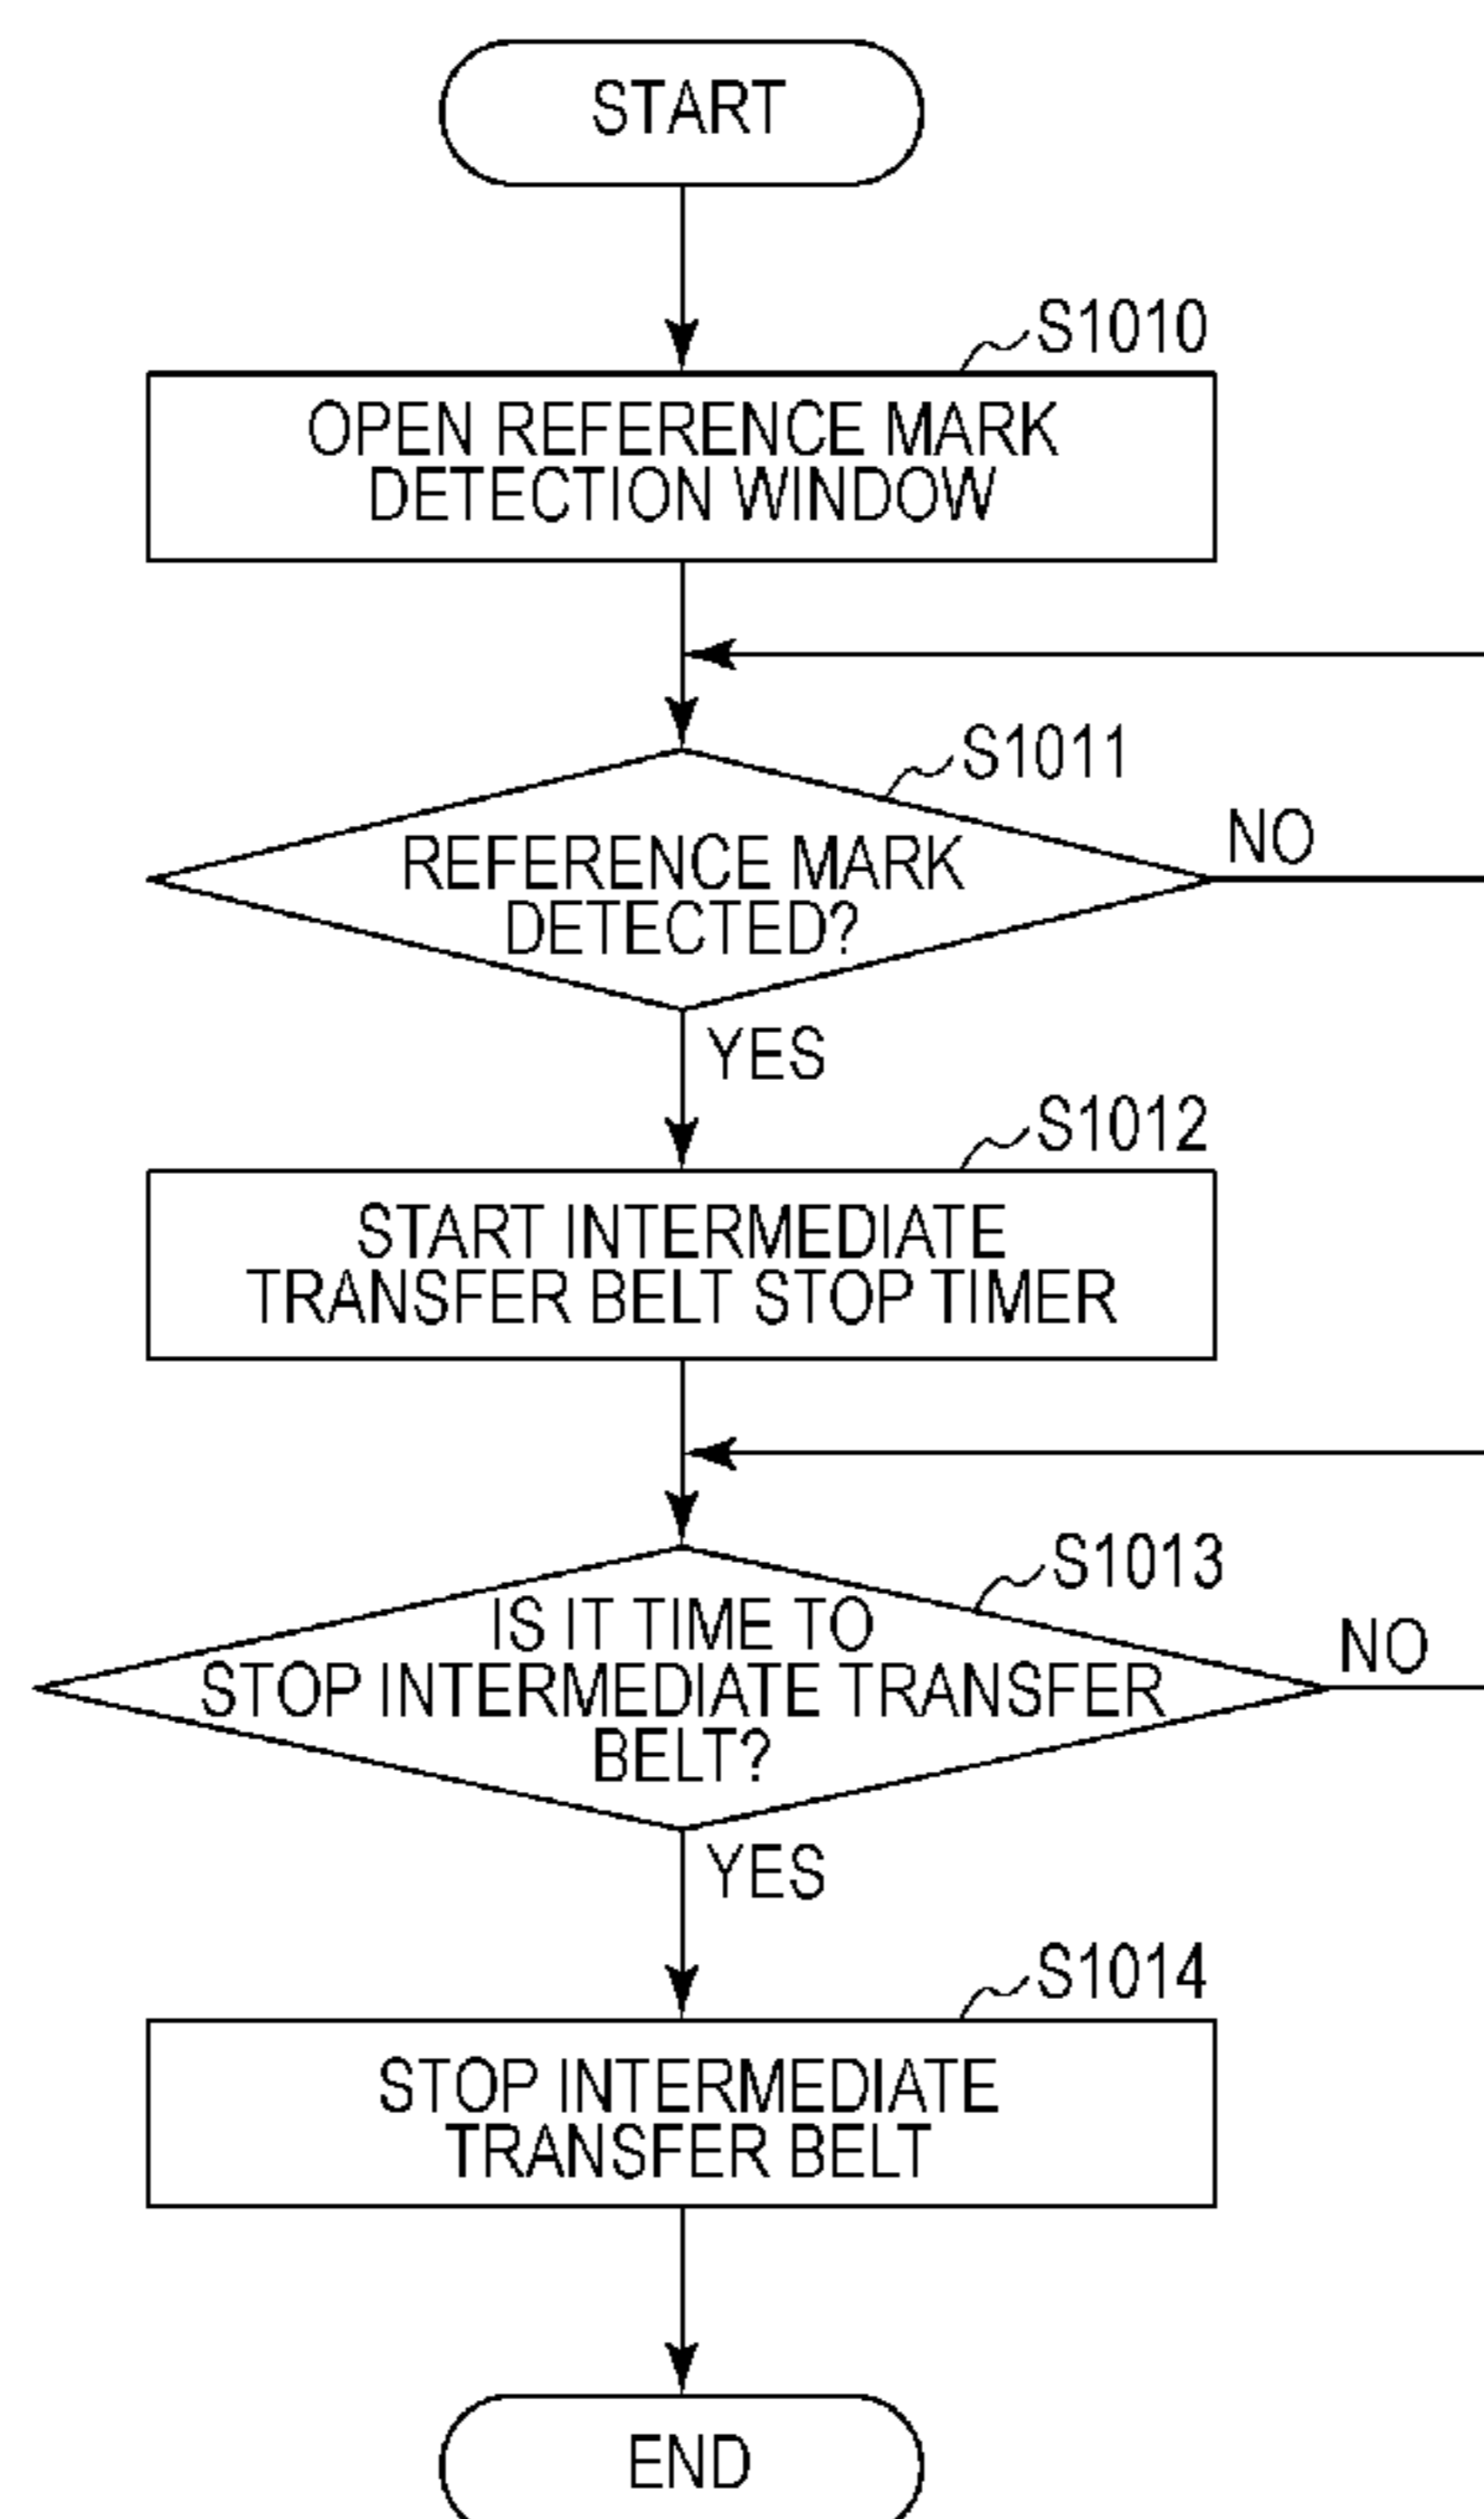 START
S1010
OPEN REFERENCE MARK
DETECTION WINDOW
S1011
REFERENCE MARK
DETECTED?
NO
YES
S1012
START INTERMEDIATE
TRANSFER BELT STOP TIMER
S1013
IS IT TIME TO
STOP INTERMEDIATE TRANSFER
BELT?
NO
YES
S1014
STOP INTERMEDIATE
TRANSFER BELT
END